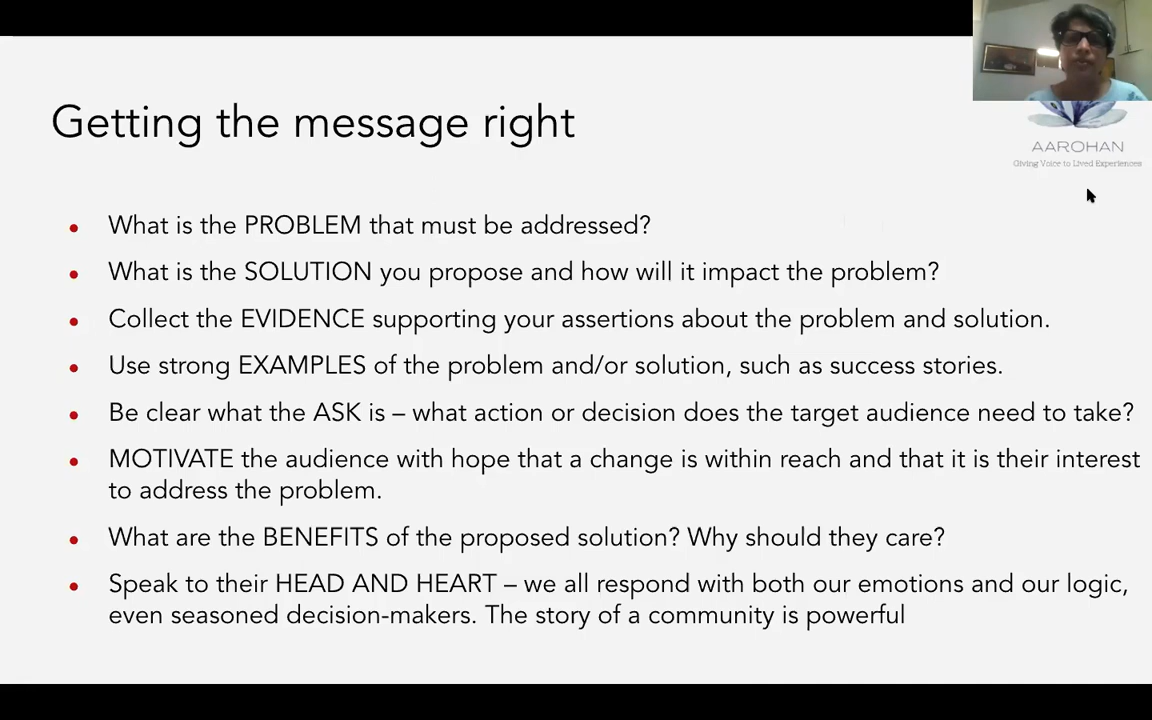 Getting the message right
AAROHAN
Giving Voice to Lived Experiences
What is the PROBLEM that must be addressed?
What is the SOLUTION you propose and how will it impact the problem?
Collect the EVIDENCE supporting your assertions about the problem and solution.
Use strong EXAMPLES of the problem and/or solution, such as success stories.
Be clear what the ASK is – what action or decision does the target audience need to take?
MOTIVATE the audience with hope that a change is within reach and that it is their interest
to address the problem.
What are the BENEFITS of the proposed solution? Why should they care?
Speak to their HEAD AND HEART – we all respond with both our emotions and our logic,
even seasoned decision-makers. The story of a community is powerful